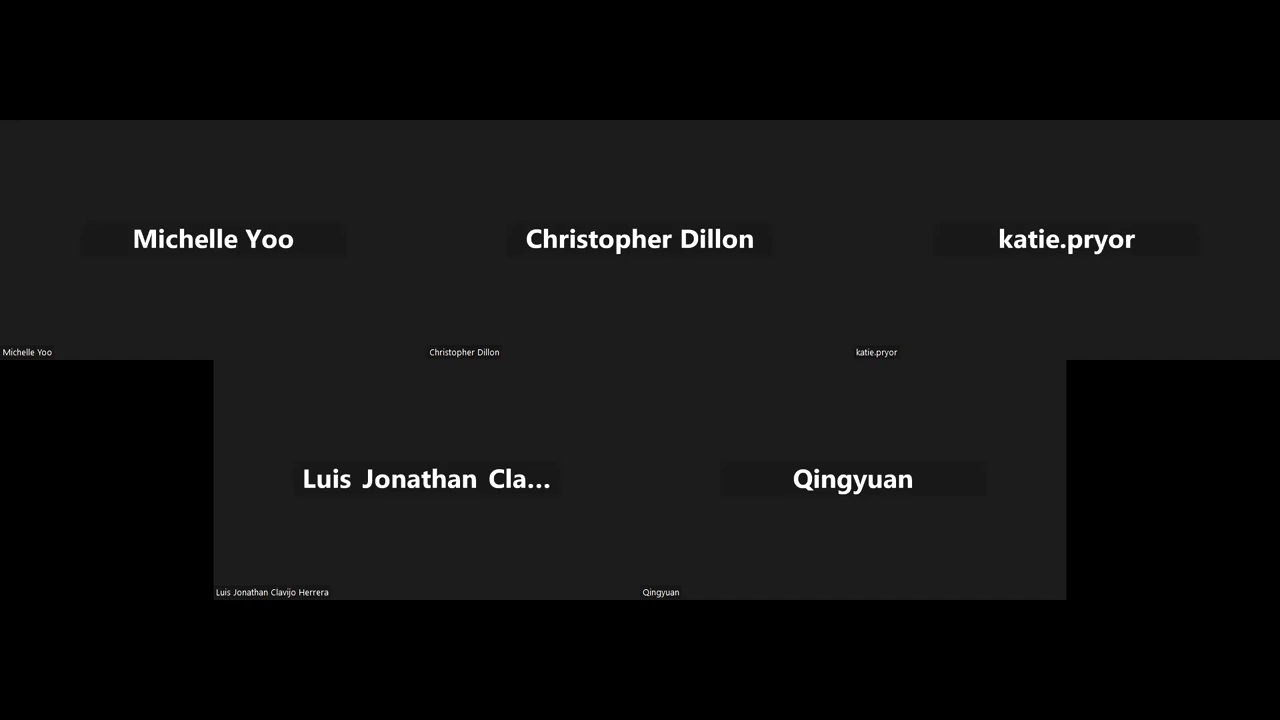 Michelle Yoo
Christopher Dillon
katie.pryor
Michelle Yoo
Christopher Dillon
katie.pryor
Luis Jonathan Cla...
Qingyuan
Luis Jonathan Clavijo Herrera
Qingyuan